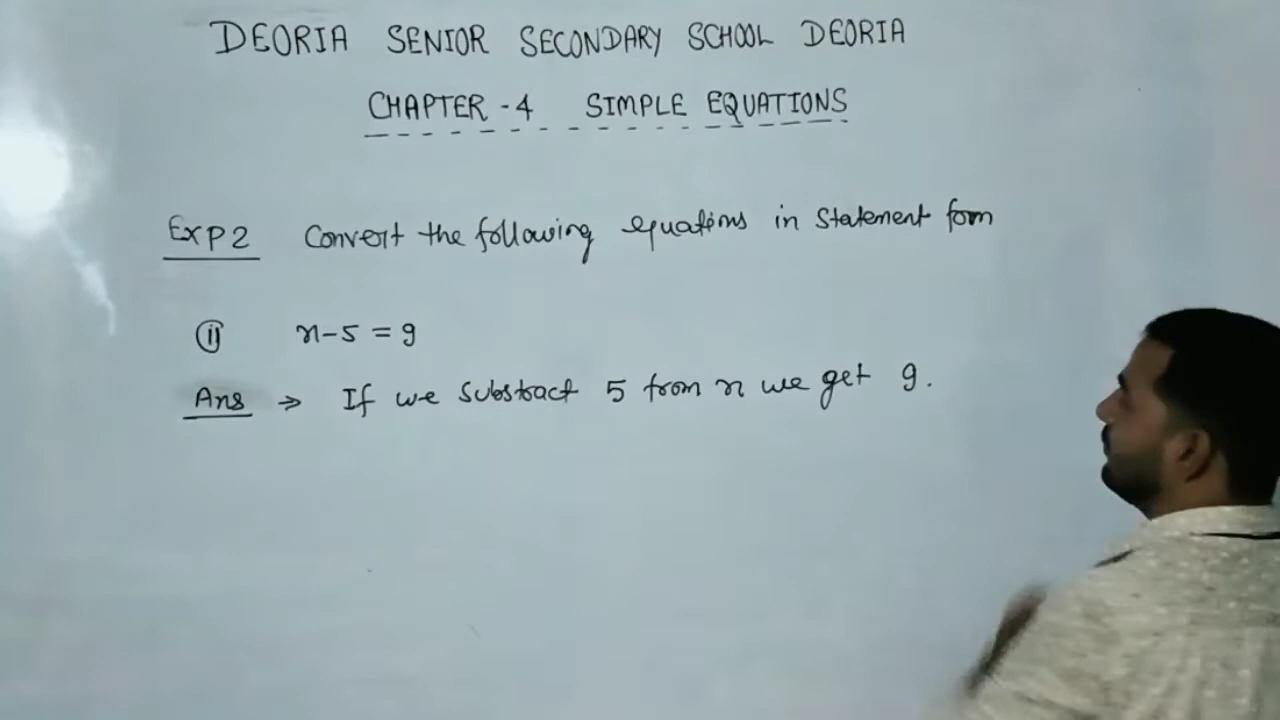 DEORIA SENIOR SECONDARY SCHOOL DEORIA
CHAPTER - 4 SIMPLE EQUATIONS
Exp 2 Convert the following equations in Statement form
(i) x - 5 = 9
Ans → If we Substract 5 from x we get 9.